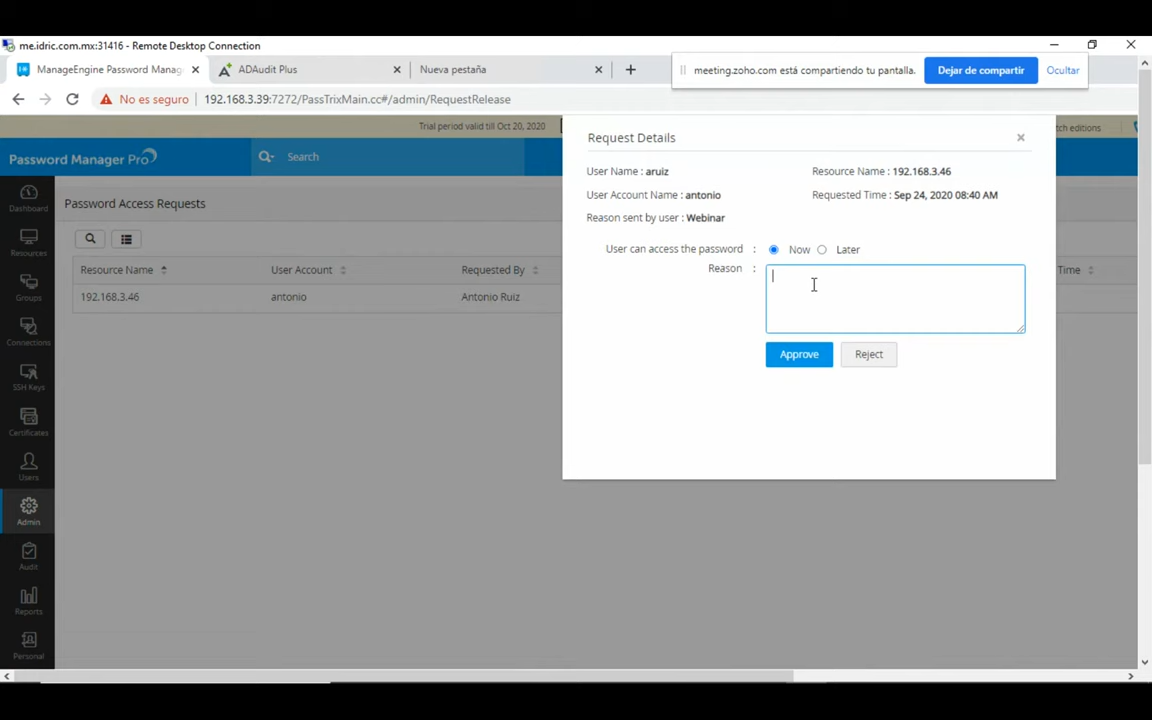 me.idric.com.mx:31416 - Remote Desktop Connection
ManageEngine Password Manag
ADAudit Plus
Nueva pestaña
meeting.zoho.com está compartiendo tu pantalla.
Dejar de compartir
Ocultar
No es seguro
192.168.3.39:7272/PassTrixMain.cc#/admin/RequestRelease
Trial period valid till Oct 20, 2020
tch editions
Password Manager Pro
Search
Dashboard
Resources
Groups
Connections
SSH Keys
Certificates
Users
Admin
Audit
Reports
Personal
Password Access Requests
Resource Name
User Account
Requested By
Time
192.168.3.46
antonio
Antonio Ruiz
Request Details
User Name : aruiz
Resource Name : 192.168.3.46
User Account Name : antonio
Requested Time : Sep 24, 2020 08:40 AM
Reason sent by user : Webinar
User can access the password : Now Later
Reason :
Approve
Reject